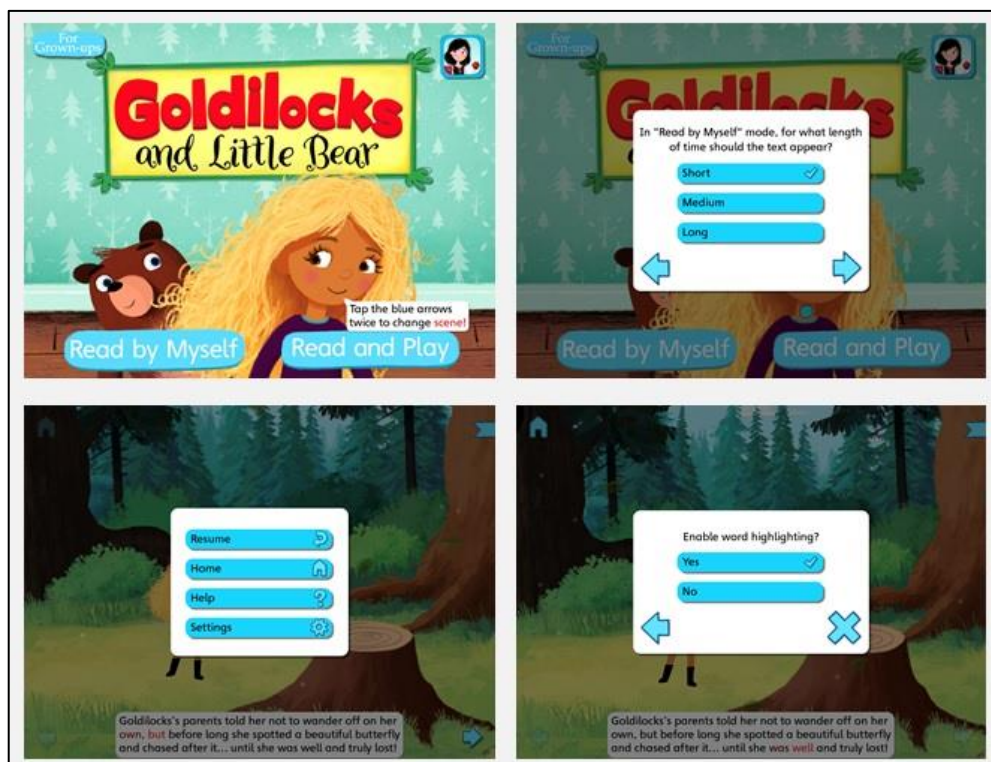 For
Grown-ups
Goldilocks
and Little Bear
Tap the blue arrows
twice to change scene!
Read by Myself
Read and Play
Goldilocks
In "Read by Myself" mode, for what length
of time should the text appear?
Short
Medium
Long
Read by Myself
Read and Play
Resume
Home
Help
?
Settings
Goldilocks's parents told her not to wander off on her
own, but before long she spotted a beautiful butterfly
and chased after it... until she was well and truly lost!
Enable word highlighting?
Yes
No
Goldilocks's parents told her not to wander off on her
own, but before long she spotted a beautiful butterfly
and chased after it... until she was well and truly lost!